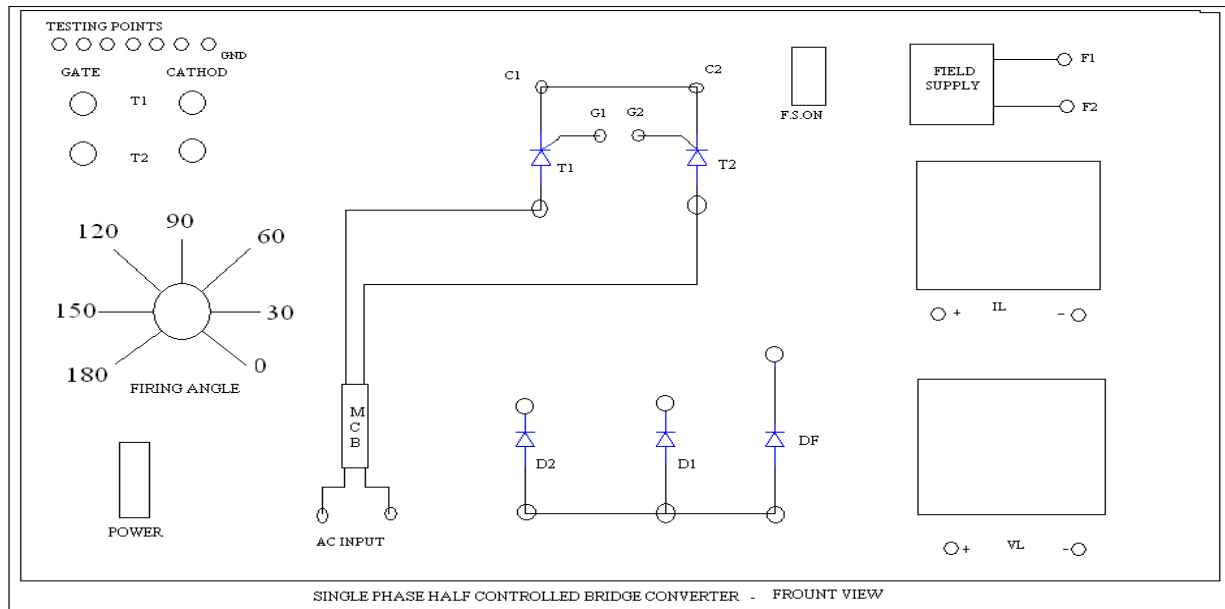 TESTING POINTS
GND
GATE CATHOD
T1
T2
C1 C2
G1 G2
T1 T2
F.S.ON
FIELD
SUPPLY
F1
F2
90
120 60
150 30
180 0
FIRING ANGLE
+ IL -
MCB
D2 D1 DF
POWER
AC INPUT
+ VL -
SINGLE PHASE HALF CONTROLLED BRIDGE CONVERTER - FROUNT VIEW